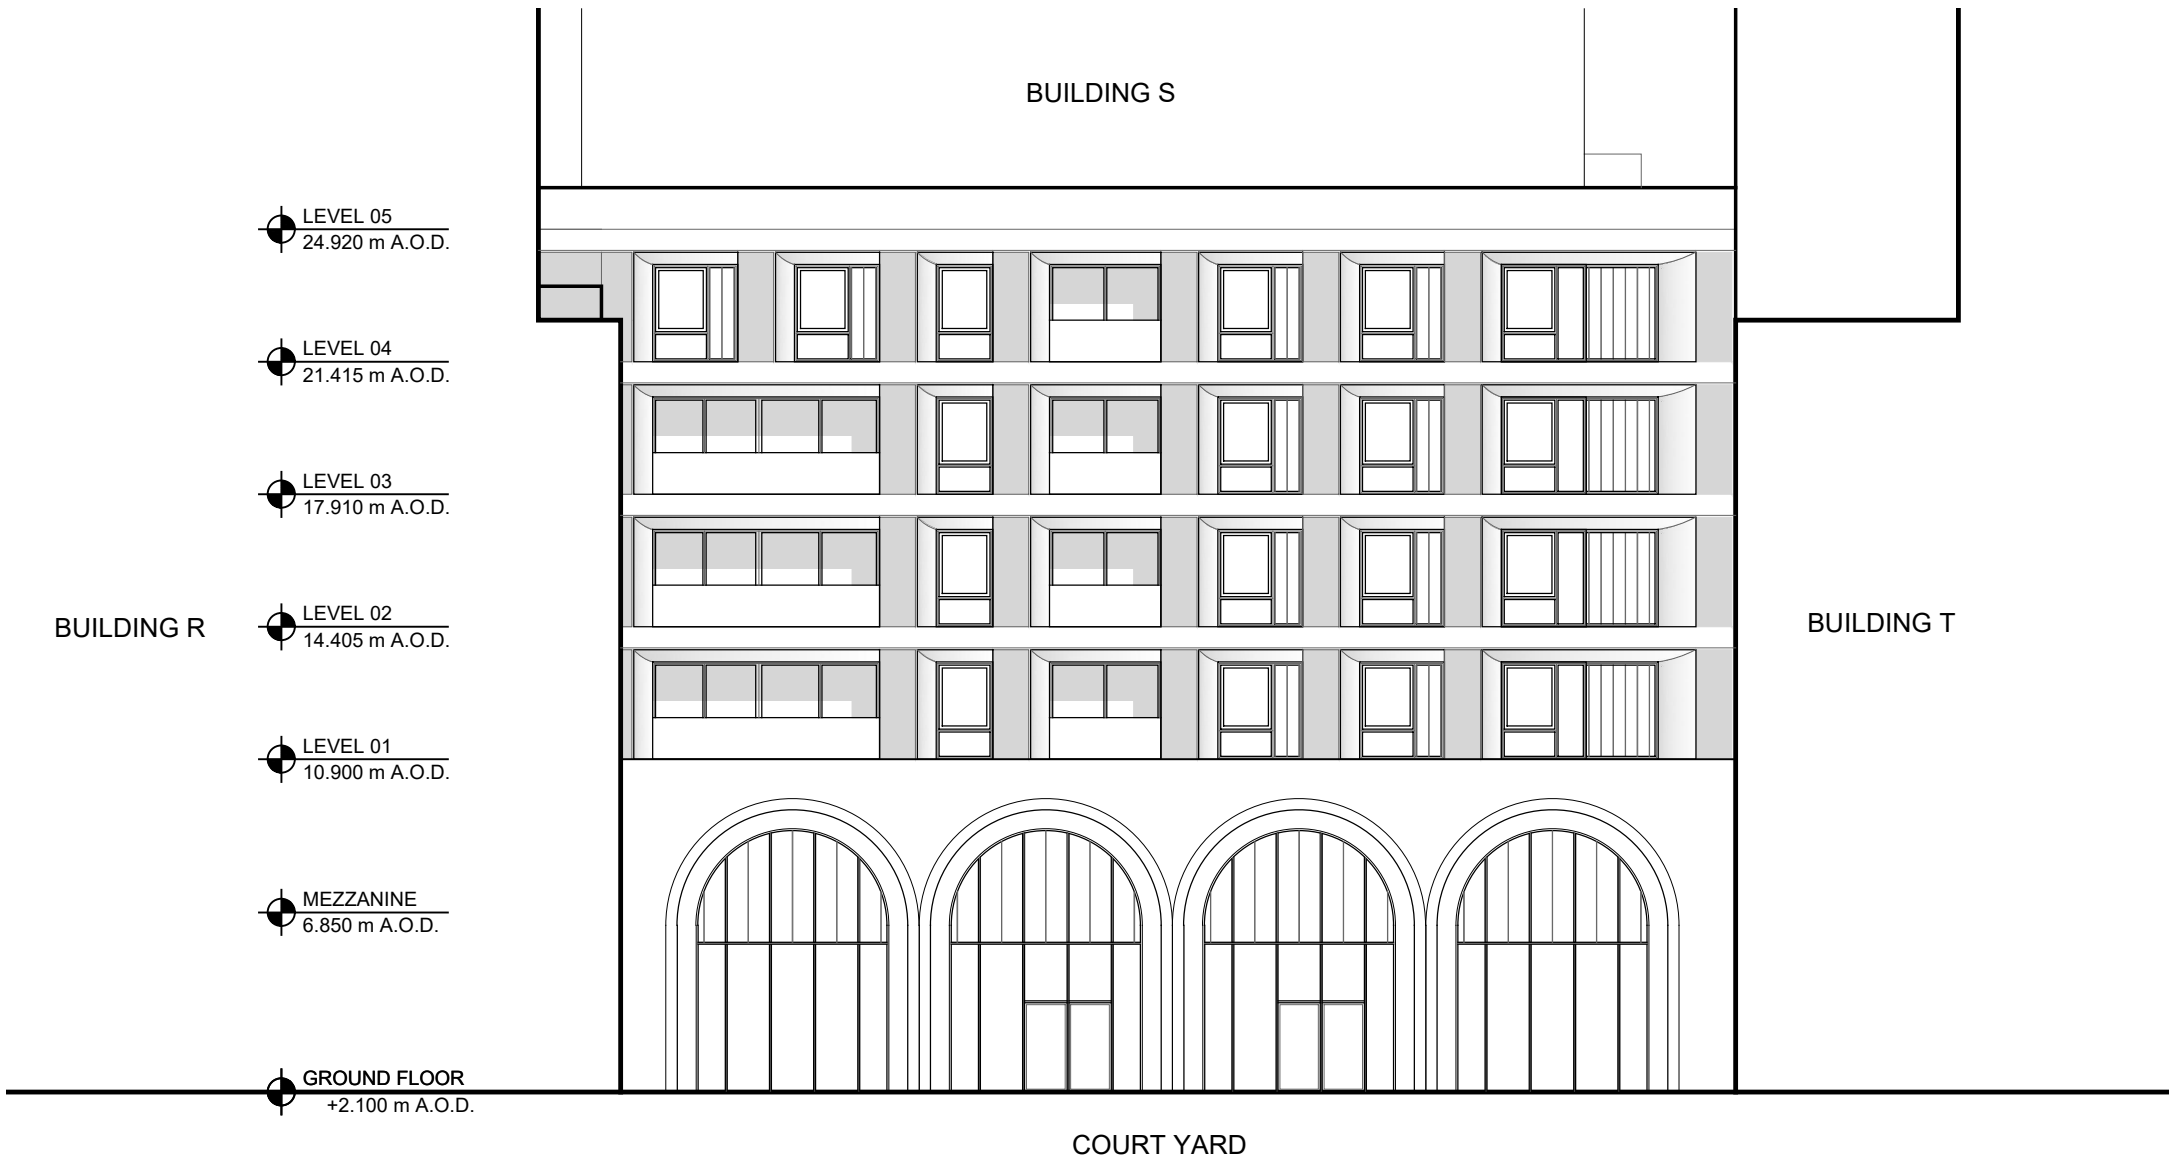 BUILDING S
LEVEL 05
24.920 m A.O.D.
LEVEL 04
21.415 m A.O.D.
LEVEL 03
17.910 m A.O.D.
LEVEL 02
14.405 m A.O.D.
BUILDING R
BUILDING T
LEVEL 01
10.900 m A.O.D.
MEZZANINE
6.850 m A.O.D.
GROUND FLOOR
+2.100 m A.O.D.
COURT YARD